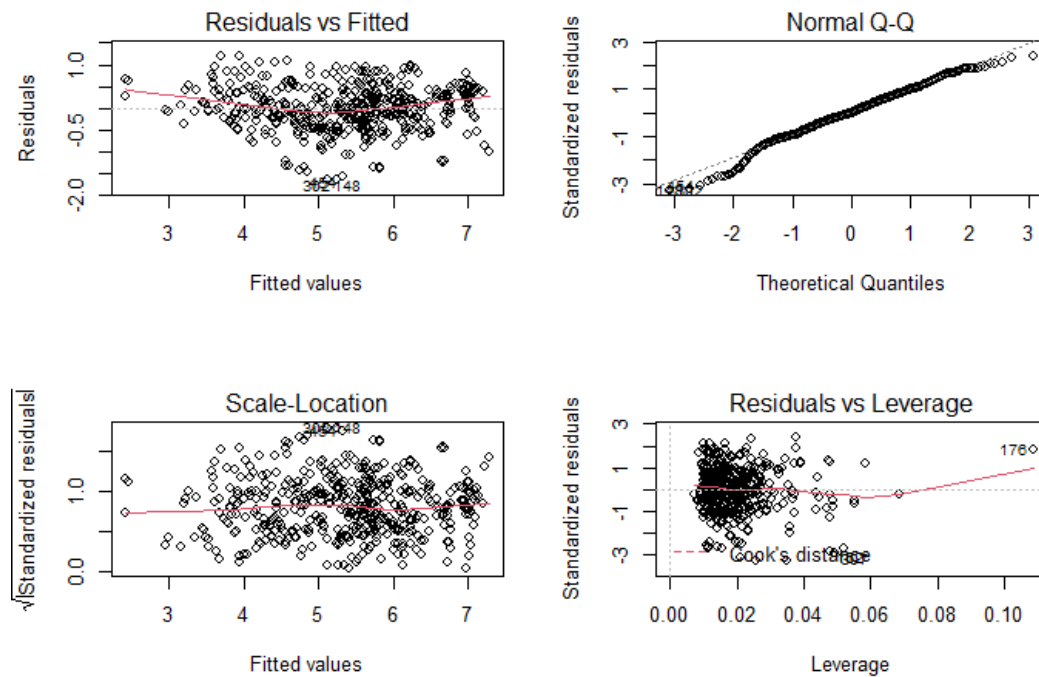 Residuals vs Fitted
Residuals
1.0
-0.5
-2.0
3 4 5 6 7
Fitted values
Normal Q-Q
Standardized residuals
3
1
-1
-3
-3 -2 -1 0 1 2 3
Theoretical Quantiles
Scale-Location
√|Standardized residuals|
1.0
0.0
3 4 5 6 7
Fitted values
Residuals vs Leverage
Standardized residuals
3
1
-1
-3
176
Cook's distance
0.00 0.02 0.04 0.06 0.08 0.10
Leverage